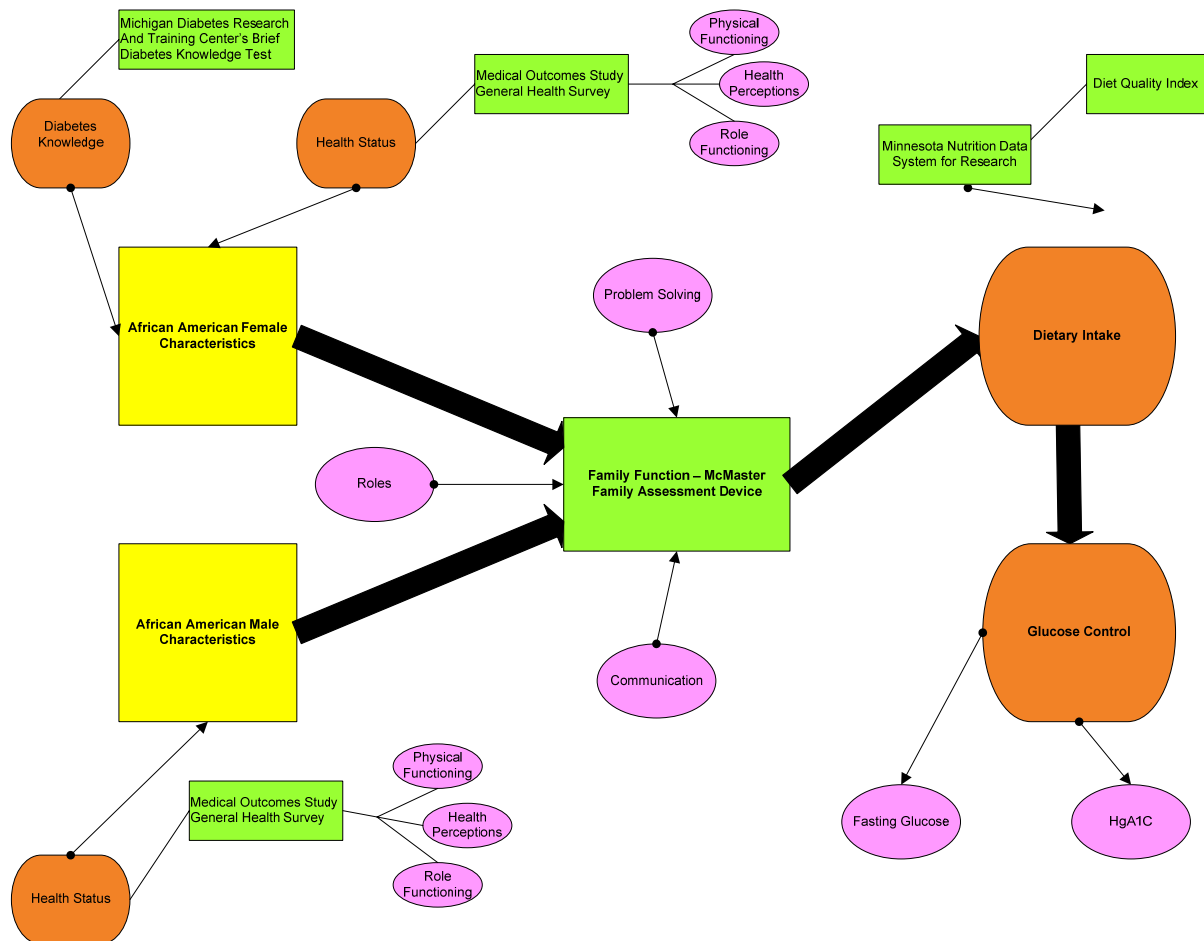 Michigan Diabetes Research
And Training Center's Brief
Diabetes Knowledge Test
Physical
Functioning
Medical Outcomes Study
General Health Survey
Health
Perceptions
Role
Functioning
Diet Quality Index
Diabetes
Knowledge
Health Status
Minnesota Nutrition Data
System for Research
Problem Solving
African American Female
Characteristics
Dietary Intake
Roles
Family Function – McMaster
Family Assessment Device
African American Male
Characteristics
Glucose Control
Communication
Physical
Functioning
Medical Outcomes Study
General Health Survey
Health
Perceptions
Role
Functioning
Fasting Glucose
HgA1C
Health Status